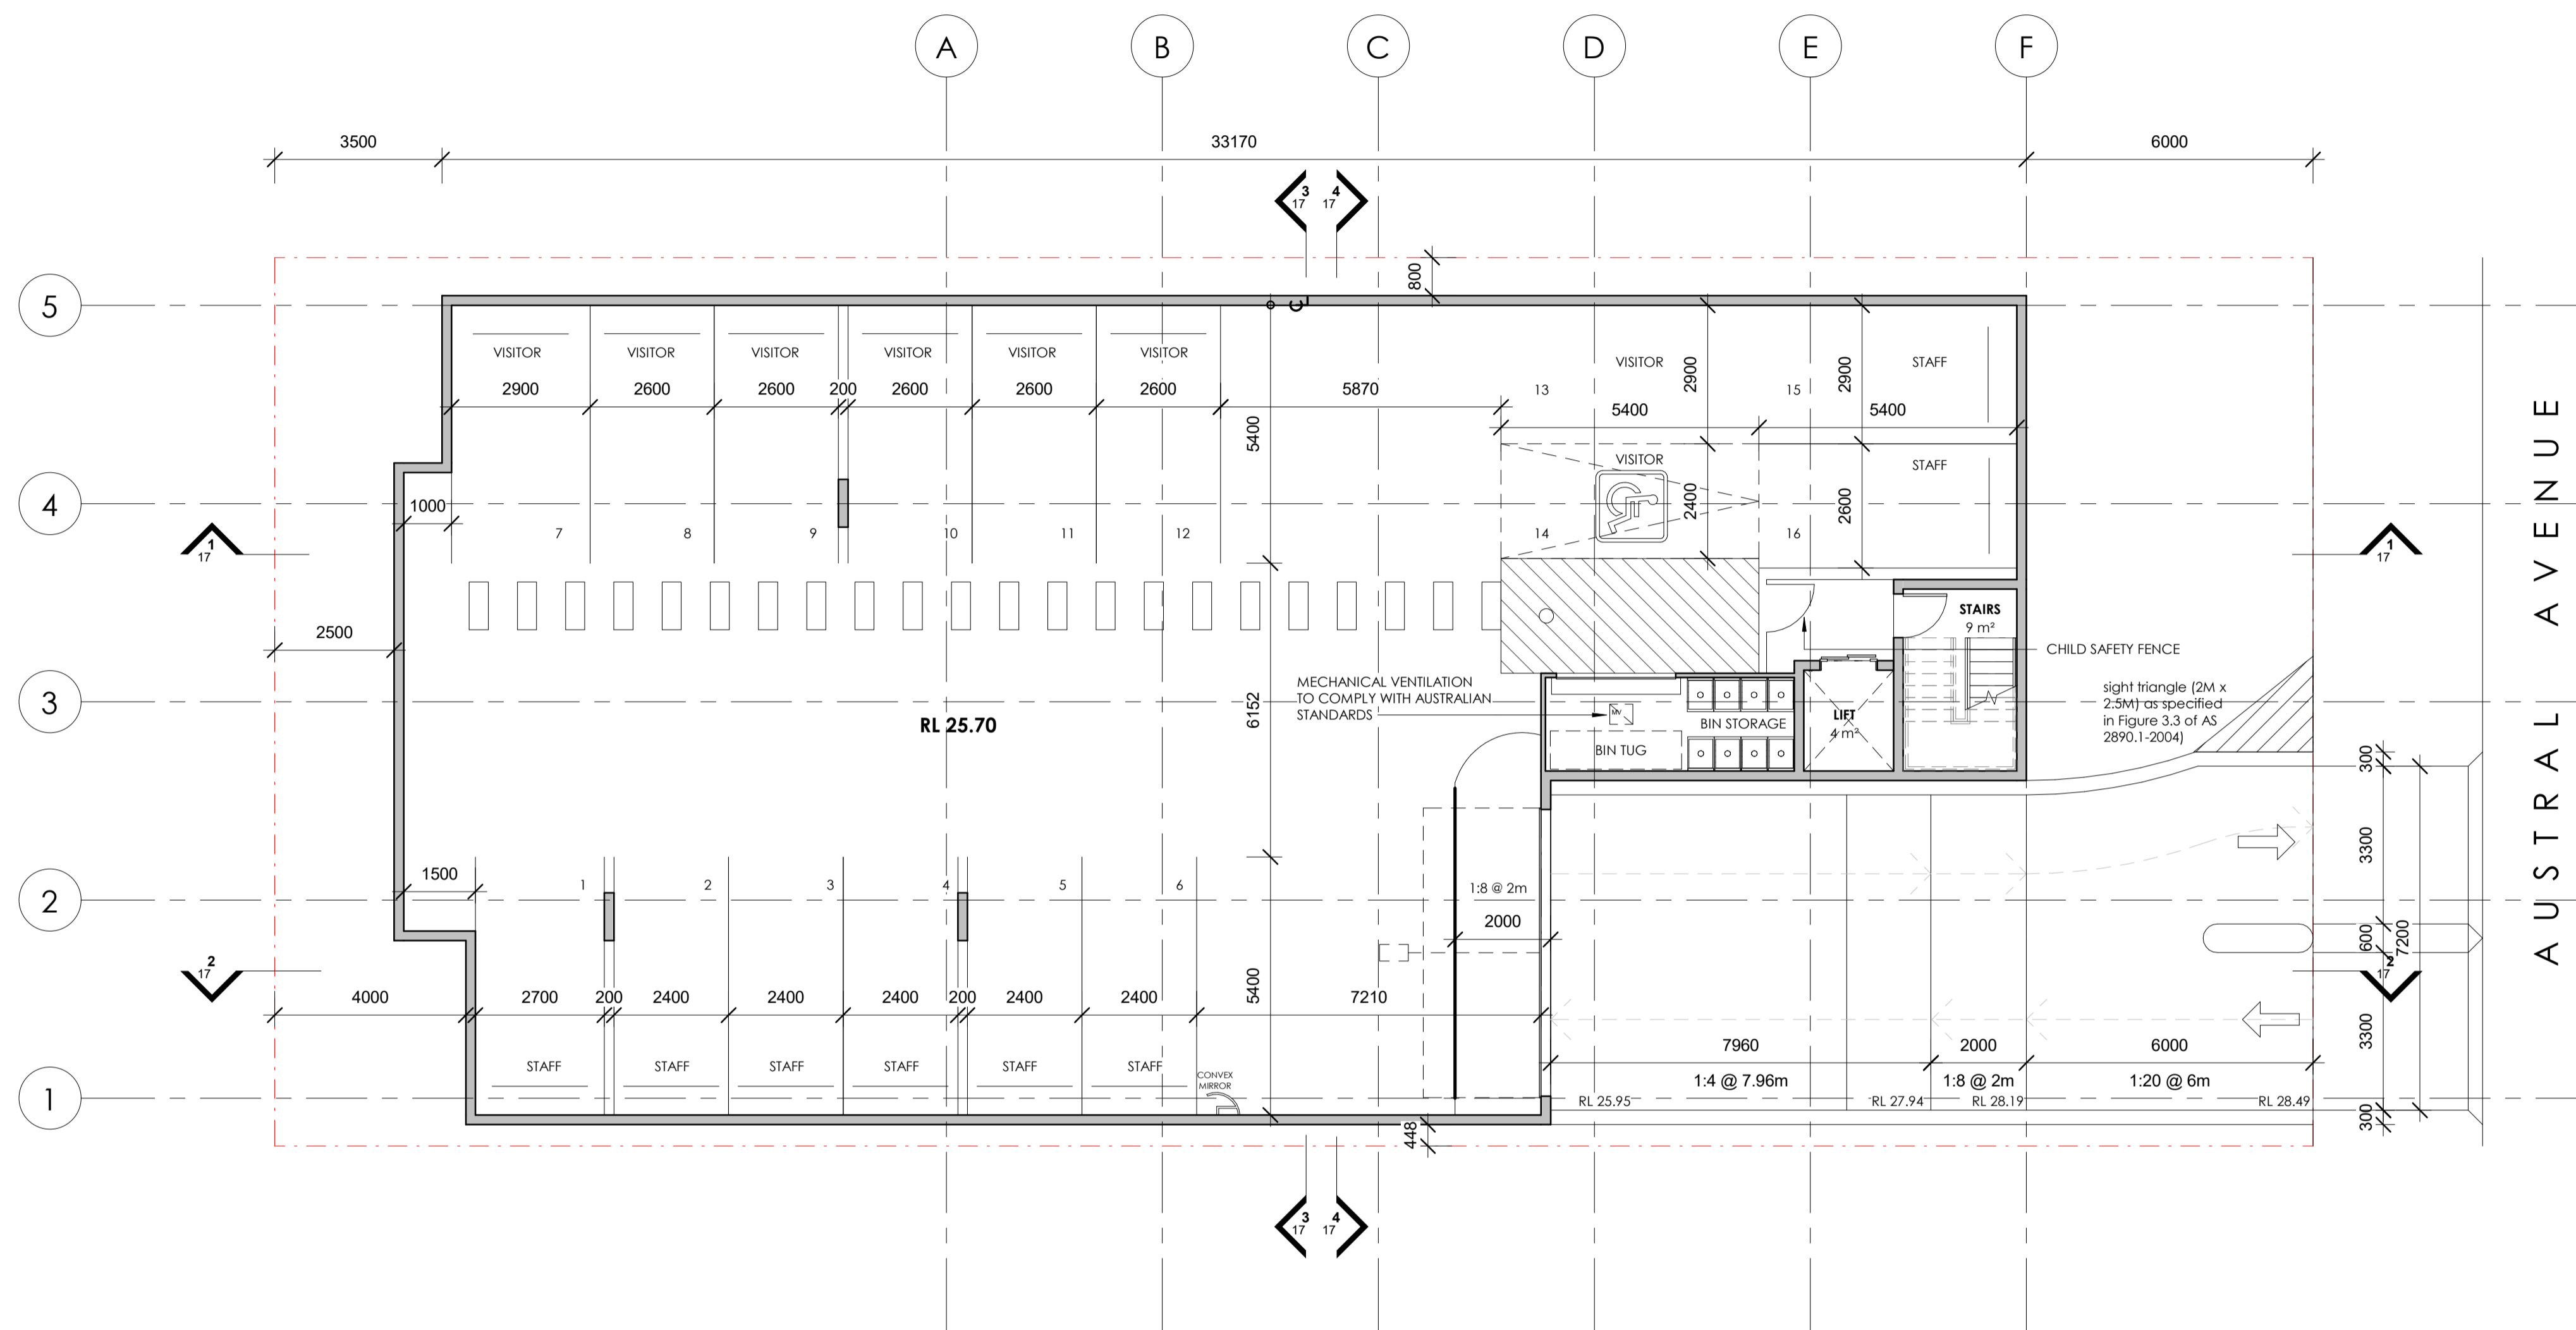 A
B
C
D
E
F
3500
33170
6000
3
17
4
17
800
5
VISITOR
VISITOR
VISITOR
VISITOR
VISITOR
VISITOR
2900
2600
2600
200
2600
2600
2600
5870
5400
VISITOR
2900
13
5400
15
2900
STAFF
5400
VISITOR
STAFF
4
1000
2400
2600
7
8
9
10
11
12
14
16
1
17
1
17
2500
STAIRS
9 m²
CHILD SAFETY FENCE
3
RL 25.70
6152
MECHANICAL VENTILATION
TO COMPLY WITH AUSTRALIAN
STANDARDS
MV
BIN STORAGE
BIN TUG
LIFT
4 m²
sight triangle (2M x
2.5M) as specified
in Figure 3.3 of AS
2890.1-2004)
300
3300
600
7200
3300
300
AUSTRAL AVENUE
2
1500
1
2
3
4
5
6
1:8 @ 2m
2000
2
17
2
17
4000
2700
200
2400
2400
2400
200
2400
2400
5400
7210
7960
2000
6000
1:4 @ 7.96m
1:8 @ 2m
1:20 @ 6m
STAFF
STAFF
STAFF
STAFF
STAFF
STAFF
CONVEX
MIRROR
1
RL 25.95
RL 27.94
RL 28.19
RL 28.49
448
3
17
4
17